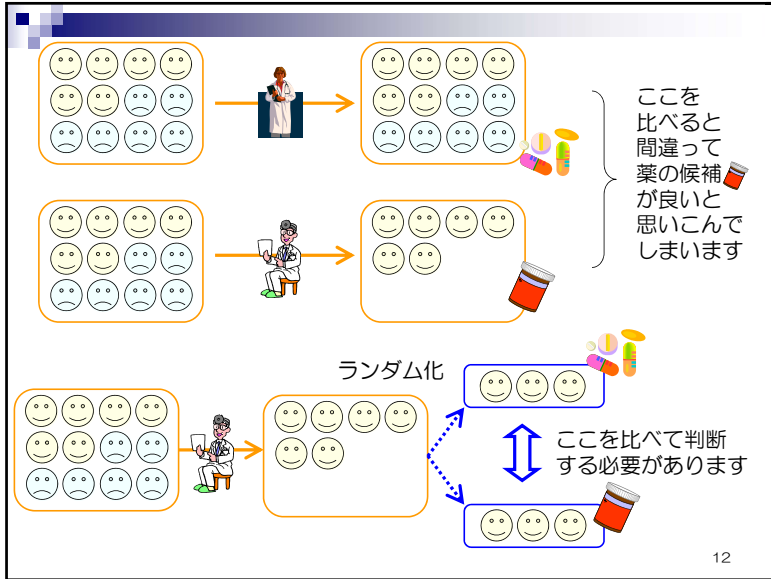 ここを
比べると
間違って
薬の候補
が良いと
思いこんで
しまいます
ランダム化
ここを比べて判断
する必要があります
12